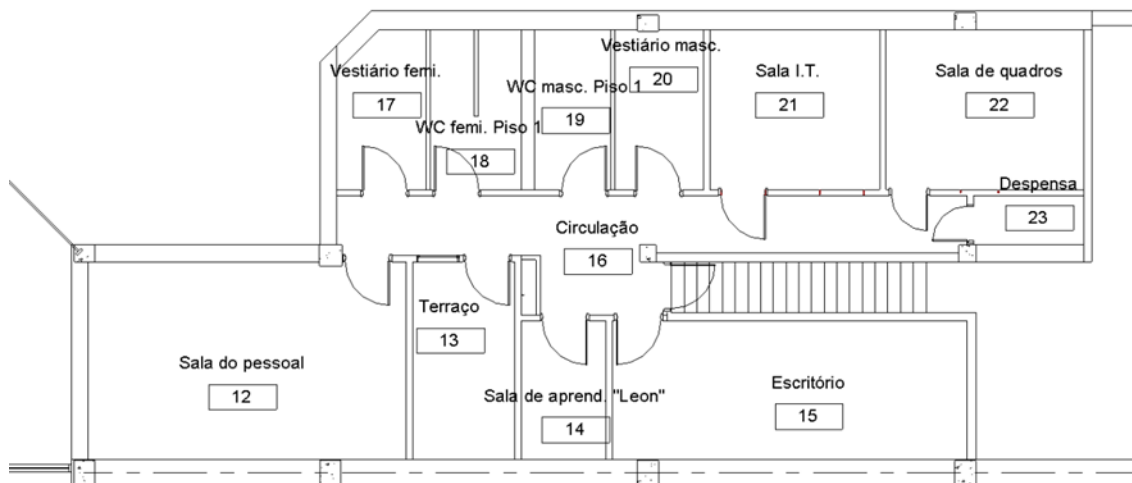 Vestiário femi.
17
WC femi. Piso 1
18
WC masc. Piso 1
19
Vestiário masc.
20
Sala I.T.
21
Sala de quadros
22
Despensa
23
Circulação
16
Terraço
13
Sala do pessoal
12
Sala de aprend. "Leon"
14
Escritório
15